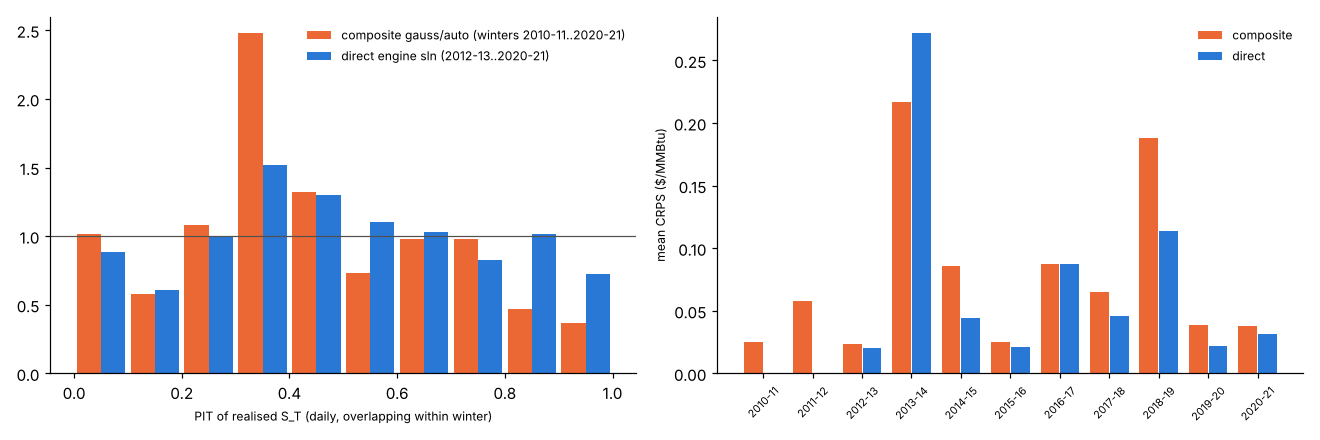 2.5
2.0
1.5
1.0
0.5
0.0
composite gauss/auto (winters 2010-11..2020-21)
direct engine sln (2012-13..2020-21)
0.0 0.2 0.4 0.6 0.8 1.0
PIT of realised S_T (daily, overlapping within winter)
mean CRPS ($/MMBtu)
0.25
0.20
0.15
0.10
0.05
0.00
composite
direct
2010-11 2011-12 2012-13 2013-14 2014-15 2015-16 2016-17 2017-18 2018-19 2019-20 2020-21